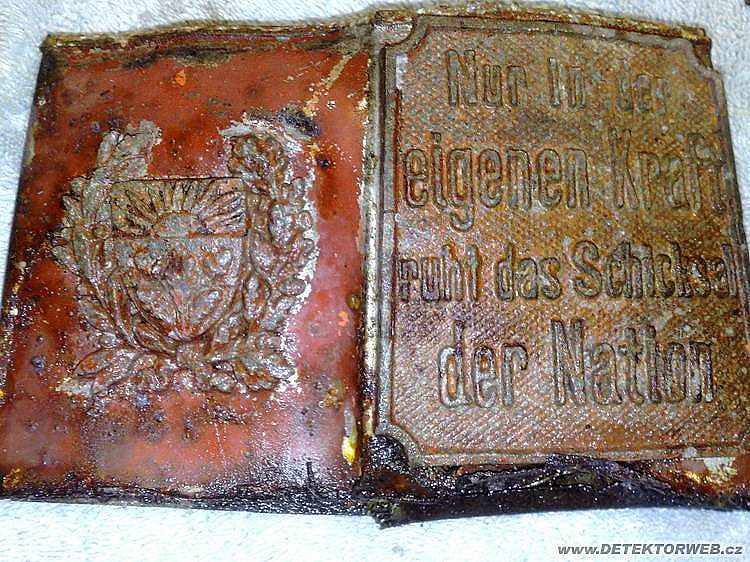 Nur in der
eigenen Kraft
ruht das Schicksal
der Nation
www.DETEKTORWEB.cz